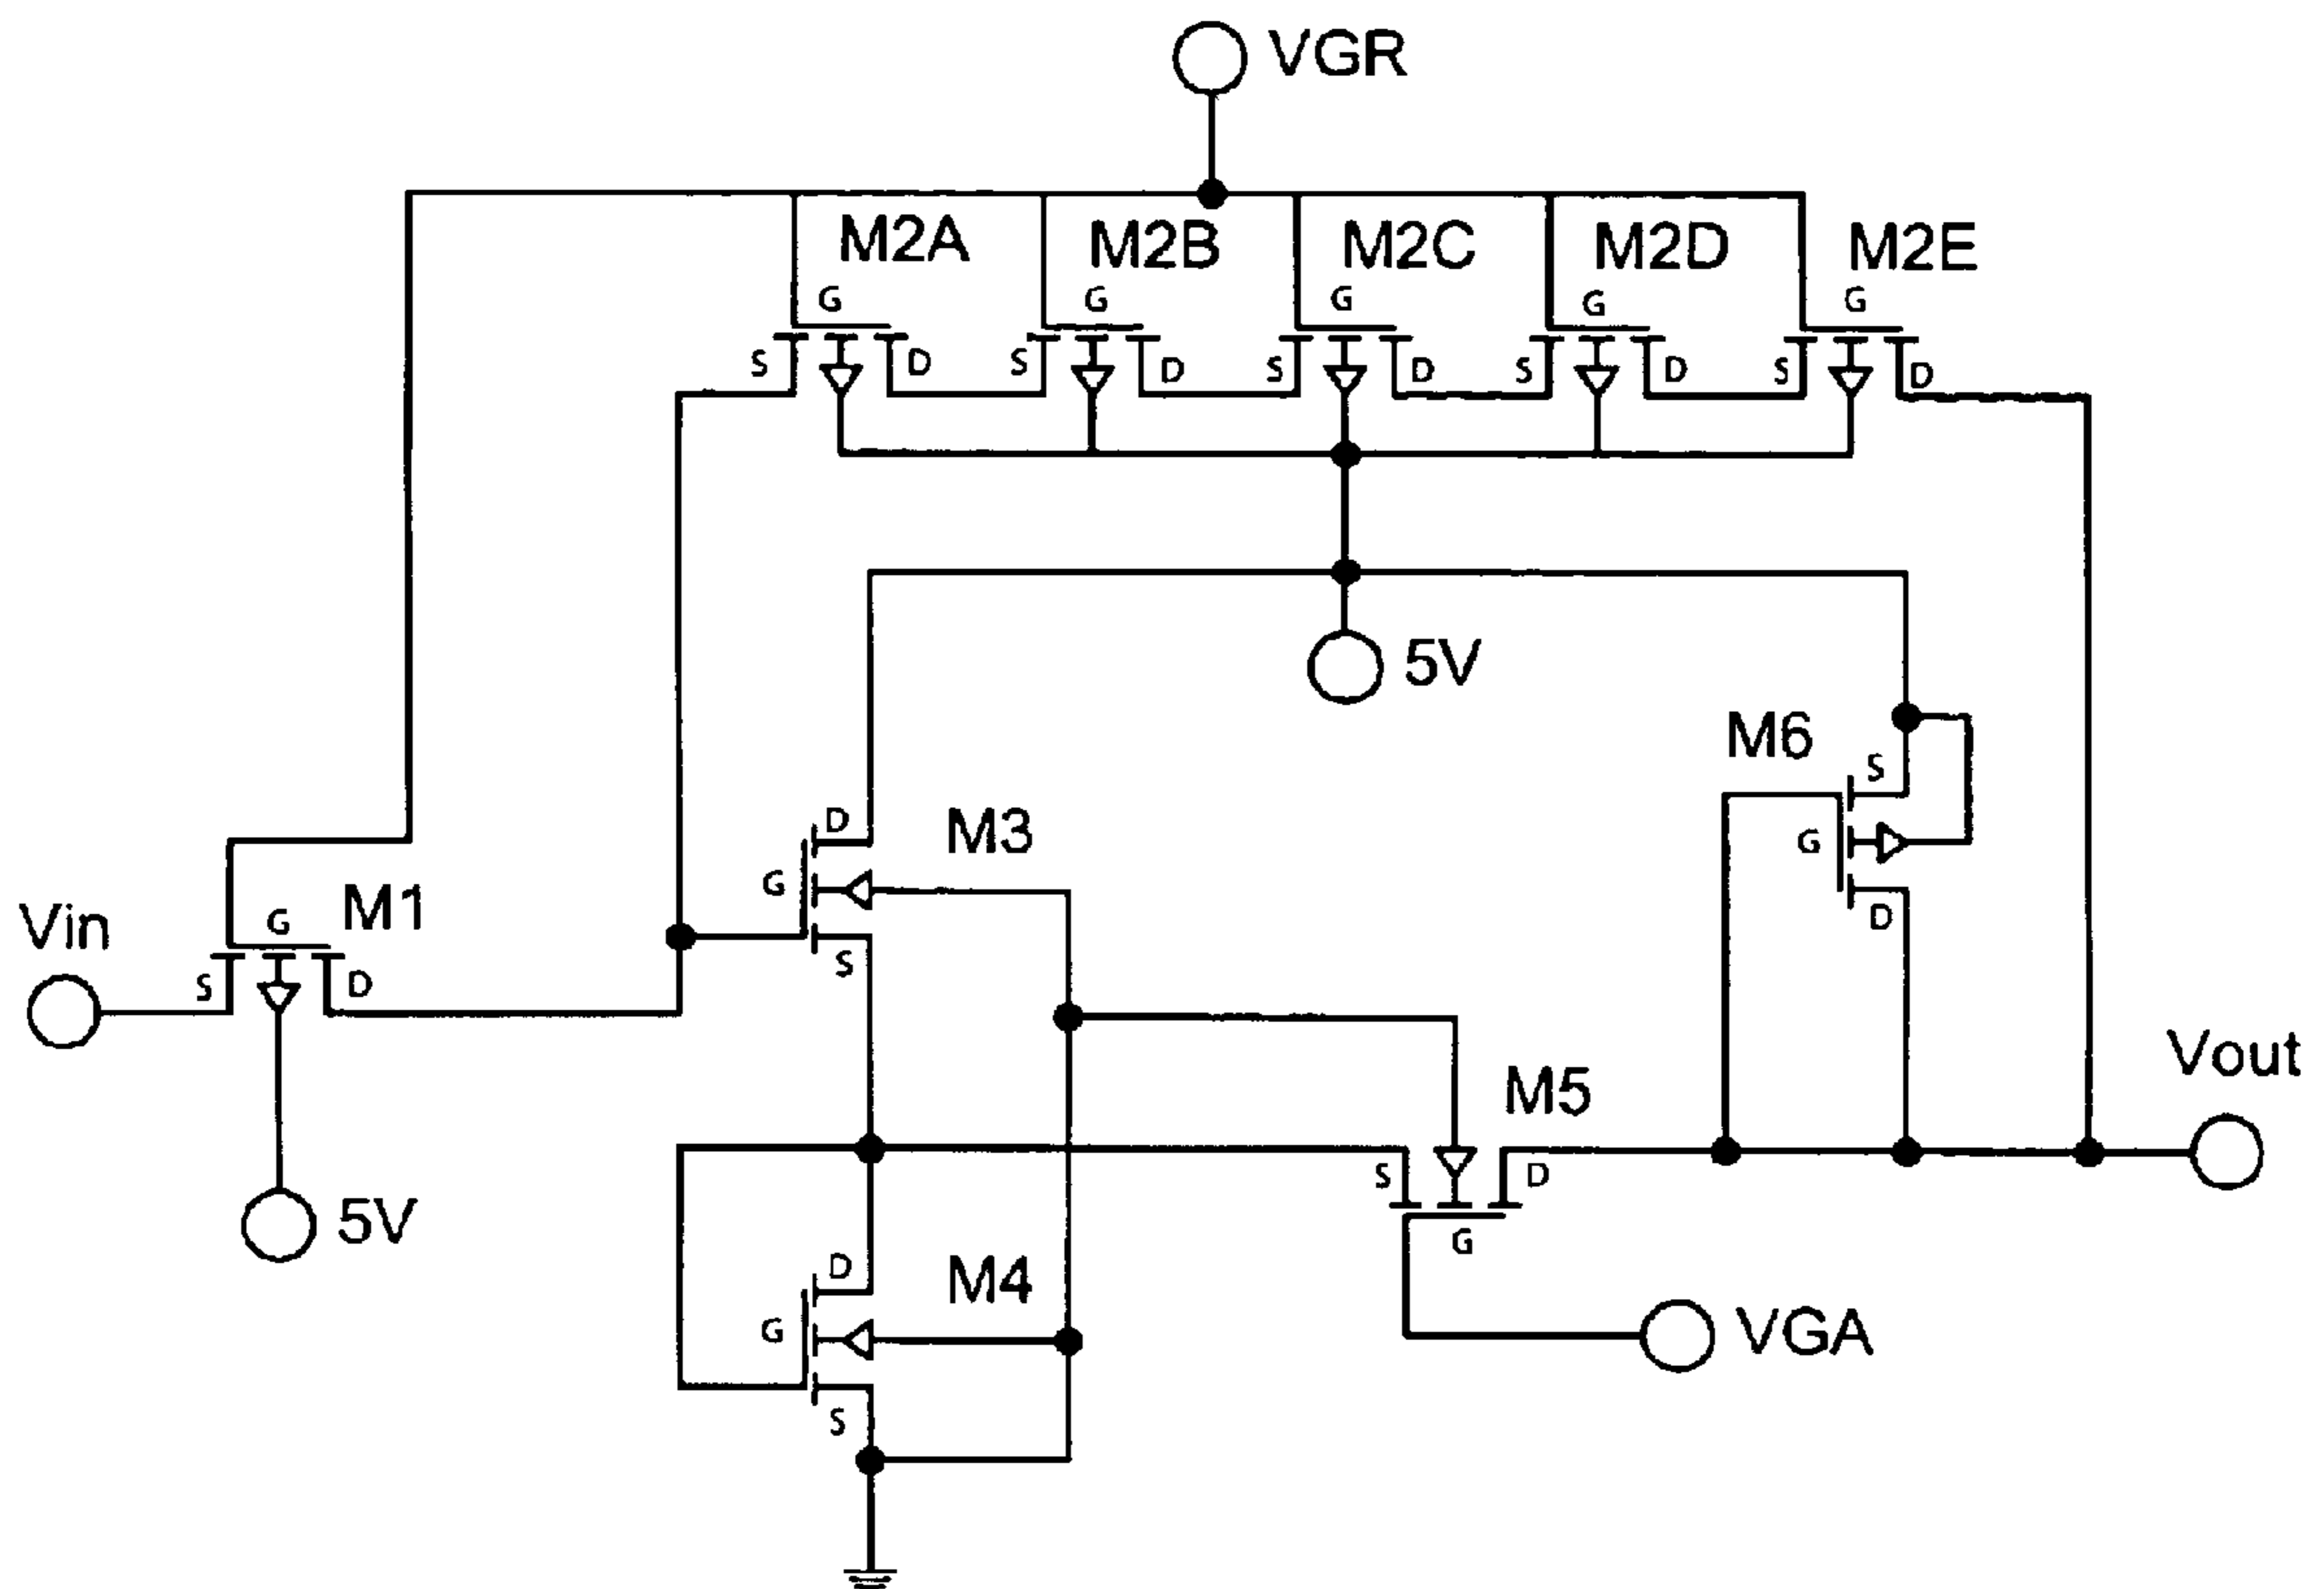 VGR
M2A M2B M2C M2D M2E
G G G G G
S D S D S D S D S D
5V
M6
S
G
D
M3
D
G
S
Vin
G M1
S D
5V
Vout
M5
S D
G
M4
D
G
S
VGA